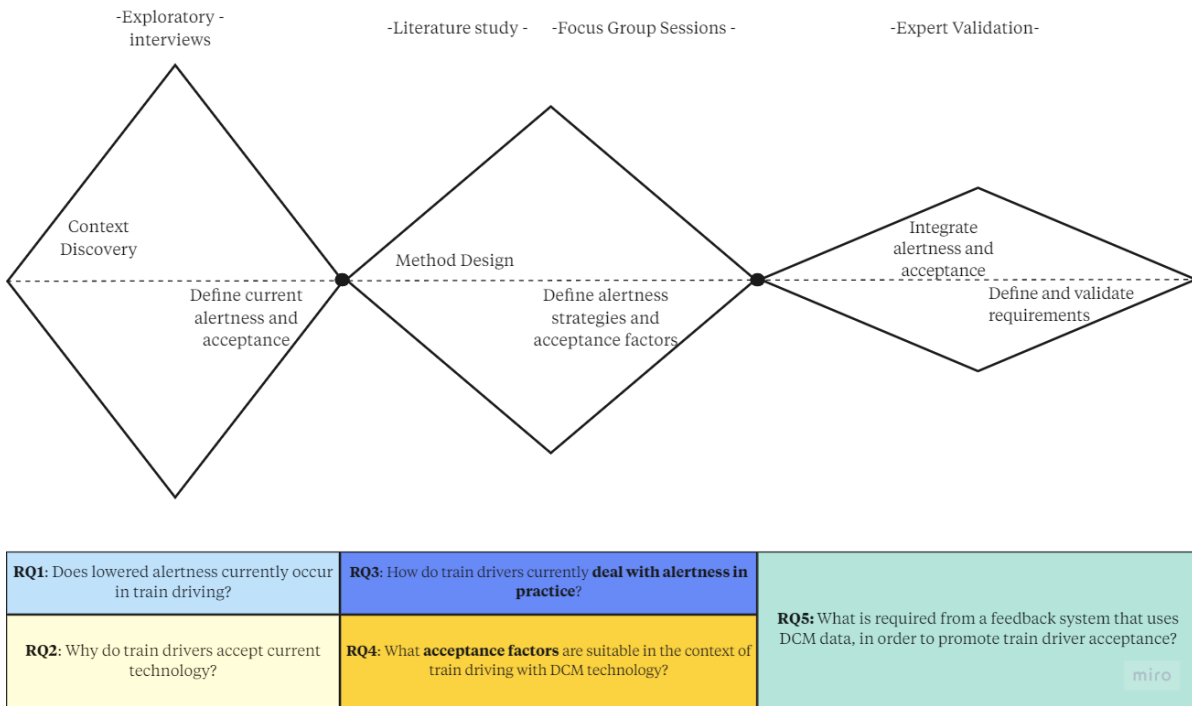 -Exploratory -
interviews
-Literature study -
-Focus Group Sessions -
-Expert Validation-
Context
Discovery
Define current
alertness and
acceptance
Method Design
Define alertness
strategies and
acceptance factors
Integrate
alertness and
acceptance
Define and validate
requirements
RQ1: Does lowered alertness currently occur
in train driving?
RQ2: Why do train drivers accept current
technology?
RQ3: How do train drivers currently deal with alertness in
practice?
RQ4: What acceptance factors are suitable in the context of
train driving with DCM technology?
RQ5: What is required from a feedback system that uses
DCM data, in order to promote train driver acceptance?
miro